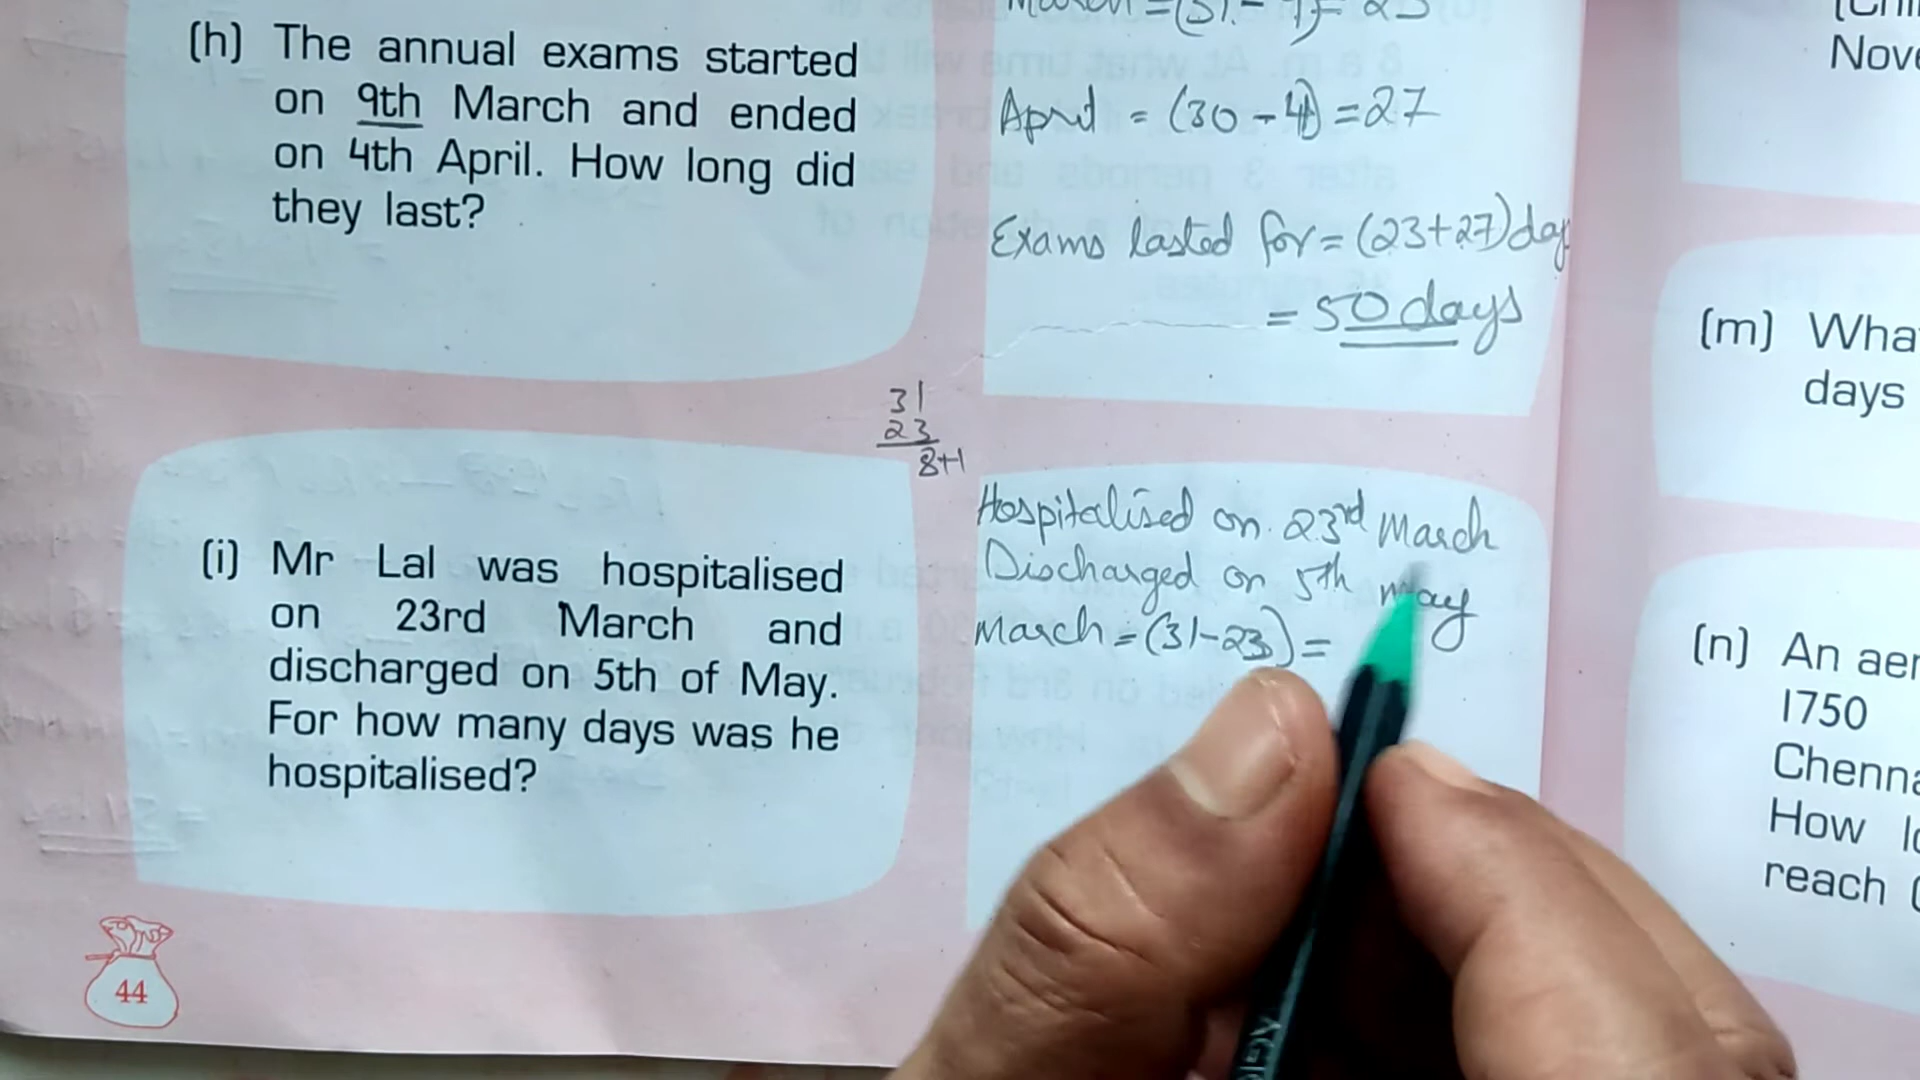 (h) The annual exams started
on 9th March and ended
on 4th April. How long did
they last?
April = (30 - 4) = 27
Exams lasted for = (23+27)day
= 50 days
31
23
8+1
(i) Mr Lal was hospitalised
on 23rd March and
discharged on 5th of May.
For how many days was he
hospitalised?
Hospitalised on 23rd March
Discharged on 5th may
March = (31-23) =
44
Nove
(m) Wha
days
(n) An aer
1750
Chenna
How lo
reach